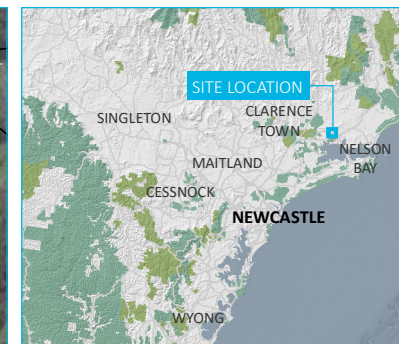 SITE LOCATION
CLARENCE
TOWN
SINGLETON
NELSON
BAY
MAITLAND
CESSNOCK
NEWCASTLE
WYONG